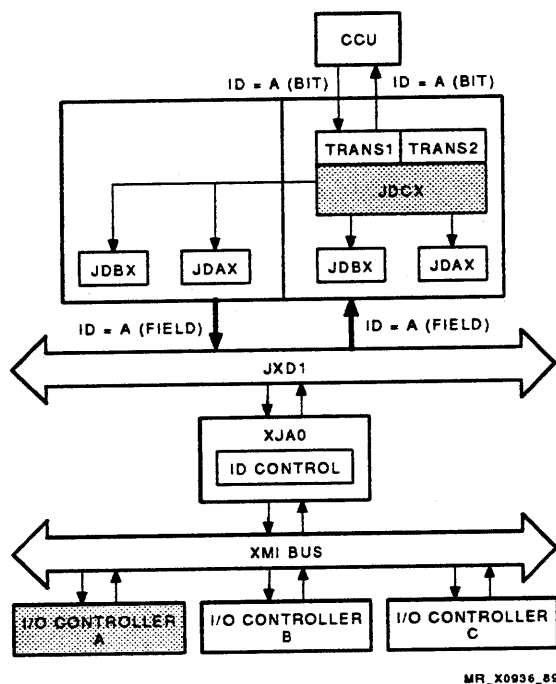 CCU
ID = A (BIT)
ID = A (BIT)
TRANS1
TRANS2
JDCX
JDBX
JDAX
JDBX
JDAX
ID = A (FIELD)
ID = A (FIELD)
JXD1
XJA0
ID CONTROL
XMI BUS
I/O CONTROLLER
A
I/O CONTROLLER
B
I/O CONTROLLER
C
MR_X0936_89